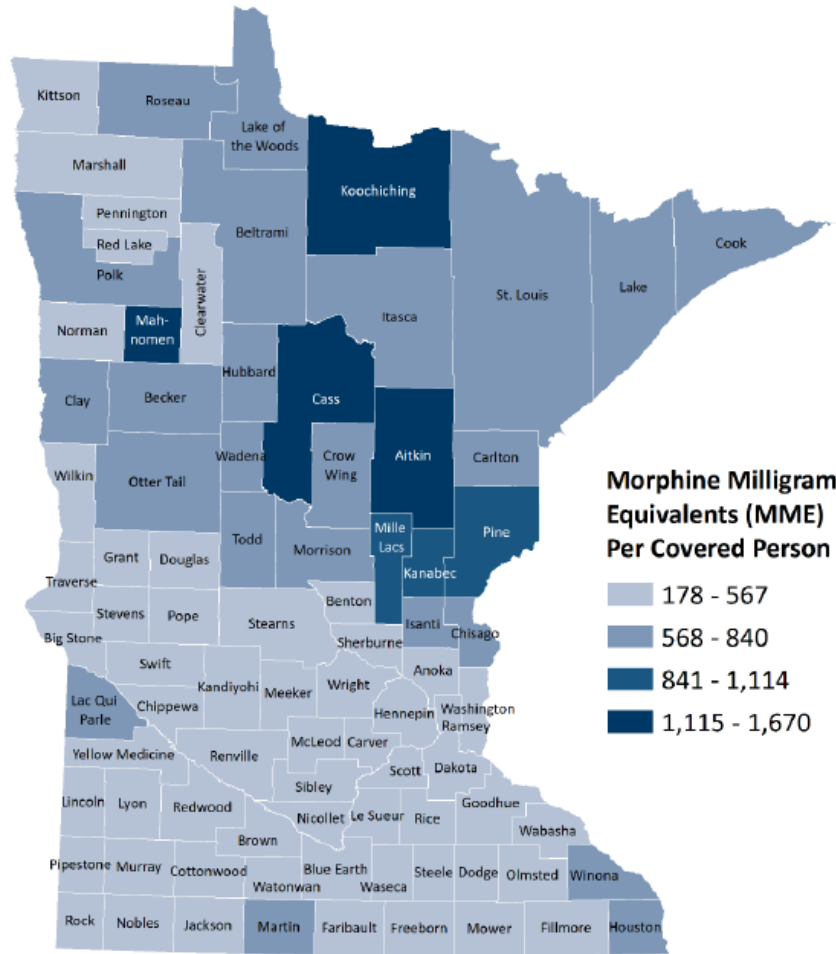 Kittson
Roseau
Lake of
the Woods
Koochiching
Marshall
Pennington
Red Lake
Beltrami
Polk
Clearwater
Cook
Lake
St. Louis
Itasca
Norman
Mah-
nomen
Hubbard
Cass
Clay
Becker
Wadena
Crow
Wing
Aitkin
Carlton
Wilkin
Otter Tail
Morphine Milligram
Equivalents (MME)
Per Covered Person
178 - 567
568 - 840
841 - 1,114
1,115 - 1,670
Mille
Lacs
Pine
Todd
Morrison
Kanabec
Grant
Douglas
Traverse
Benton
Isanti
Chisago
Stevens
Pope
Stearns
Big Stone
Sherburne
Anoka
Swift
Kandiyohi
Meeker
Wright
Lac Qui
Parle
Chippewa
Hennepin
Washington
Ramsey
Yellow Medicine
Renville
McLeod
Carver
Scott
Dakota
Sibley
Lincoln
Lyon
Redwood
Nicollet
Le Sueur
Rice
Goodhue
Wabasha
Brown
Pipestone
Murray
Cottonwood
Watonwan
Blue Earth
Waseca
Steele
Dodge
Olmsted
Winona
Rock
Nobles
Jackson
Martin
Faribault
Freeborn
Mower
Fillmore
Houston